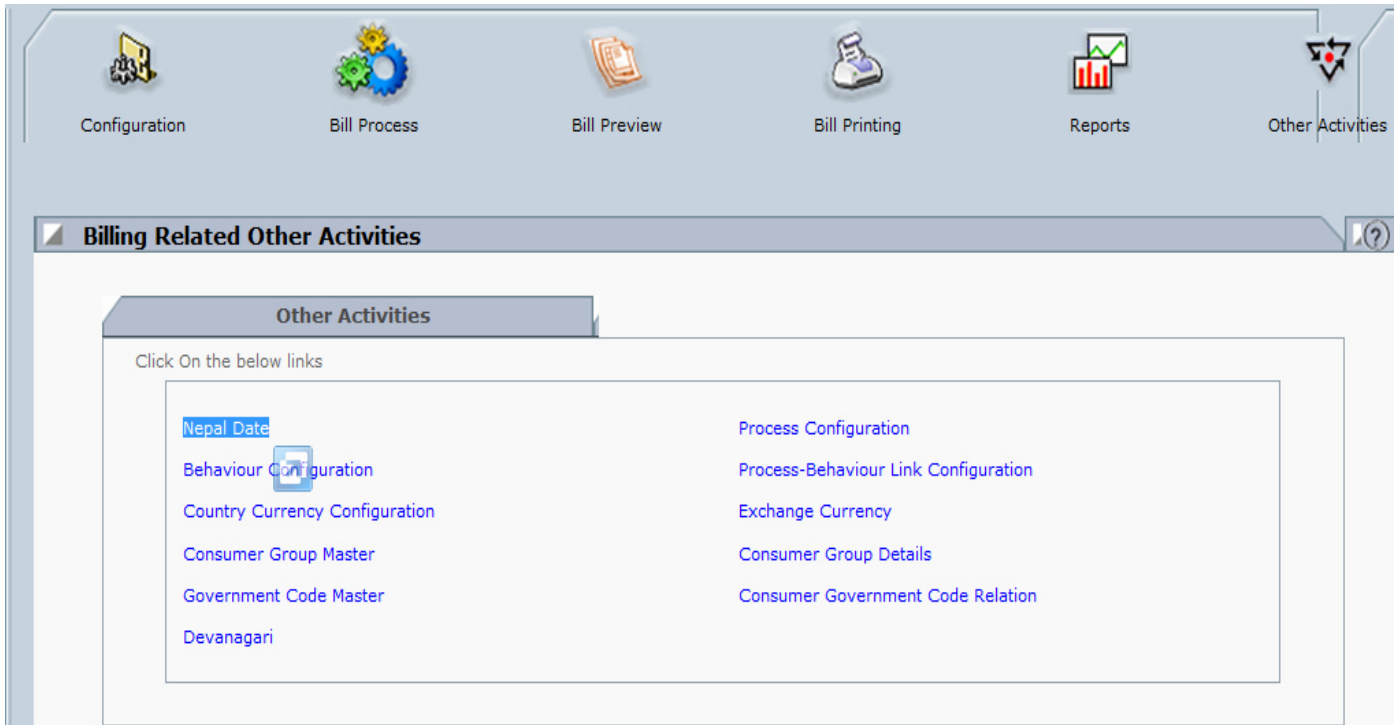 Configuration Bill Process Bill Preview Bill Printing Reports Other Activities
Billing Related Other Activities
Other Activities
Click On the below links
Nepal Date Process Configuration
Behaviour Configuration Process-Behaviour Link Configuration
Country Currency Configuration Exchange Currency
Consumer Group Master Consumer Group Details
Government Code Master Consumer Government Code Relation
Devanagari